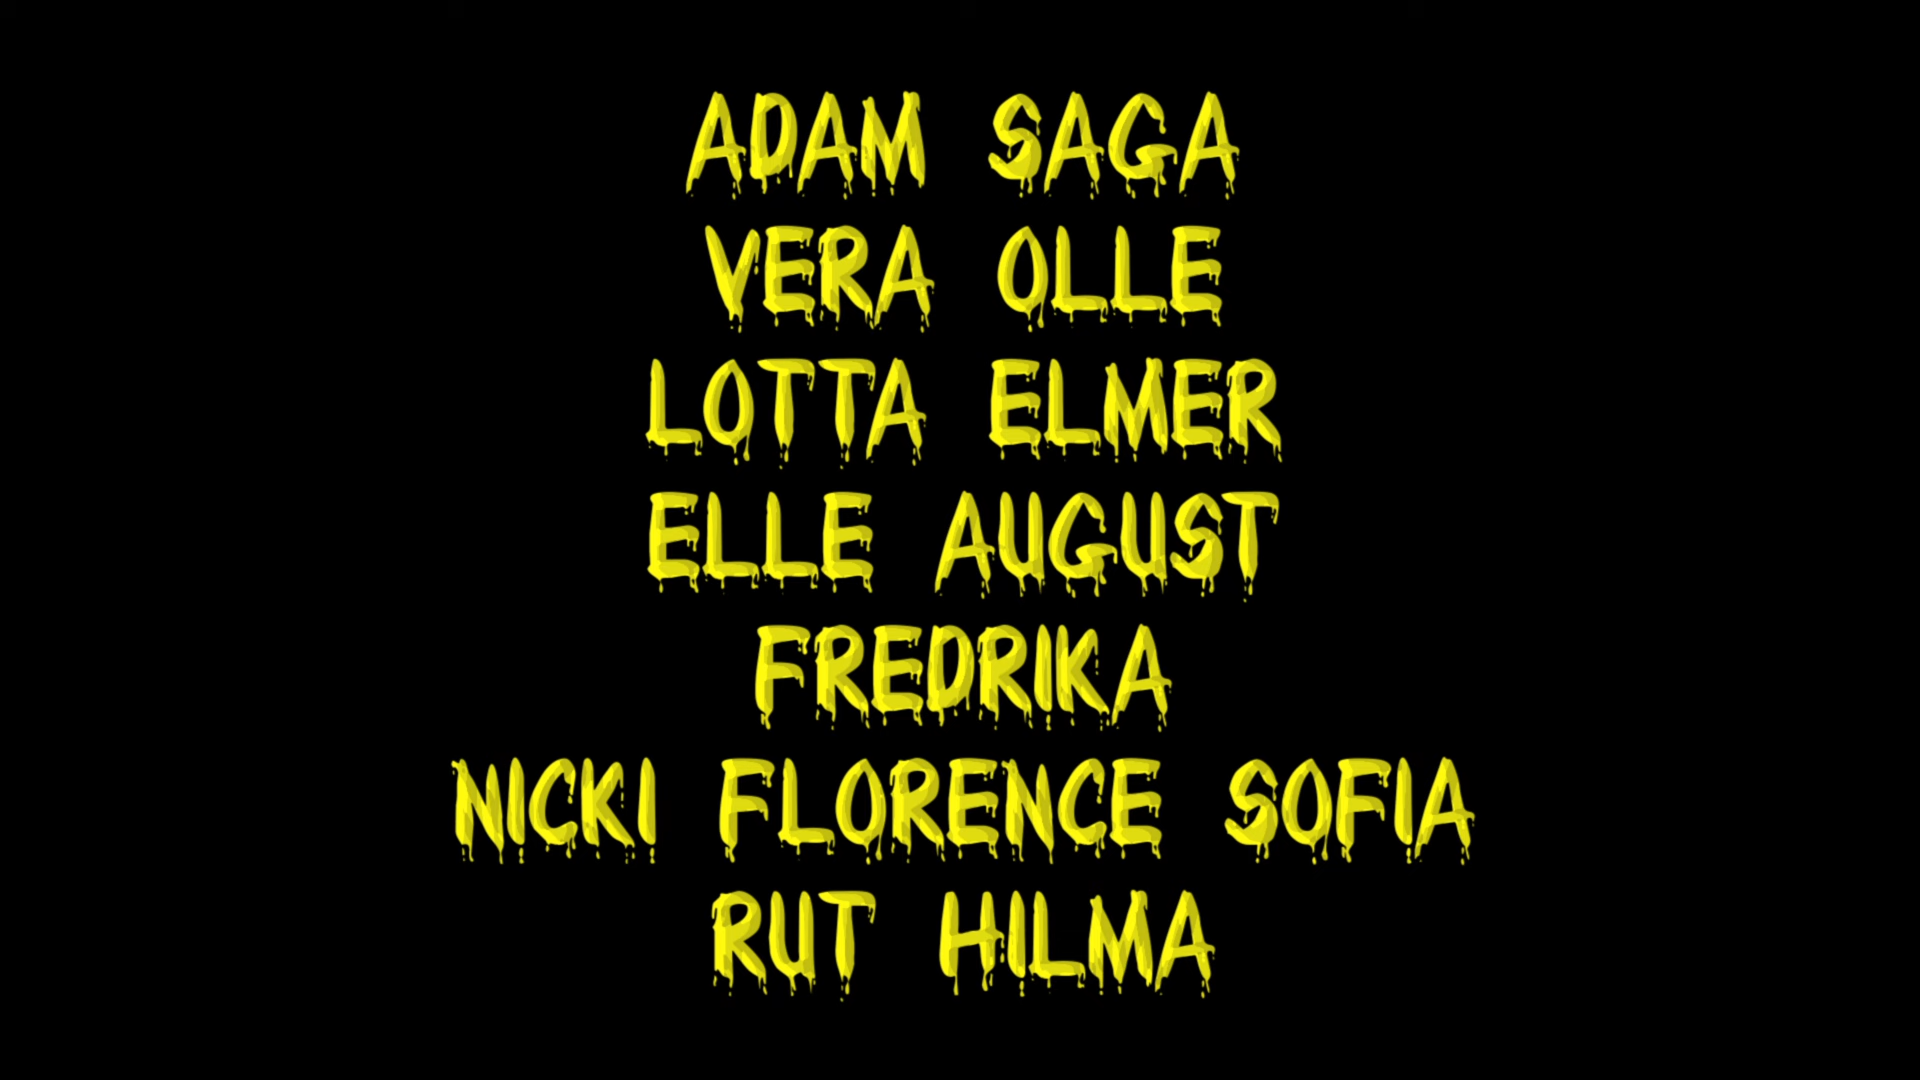 ADAM SAGA
VERA OLLE
LOTTA ELMER
ELLE AUGUST
FREDRIKA
NICKI FLORENCE SOFIA
RUT HILMA